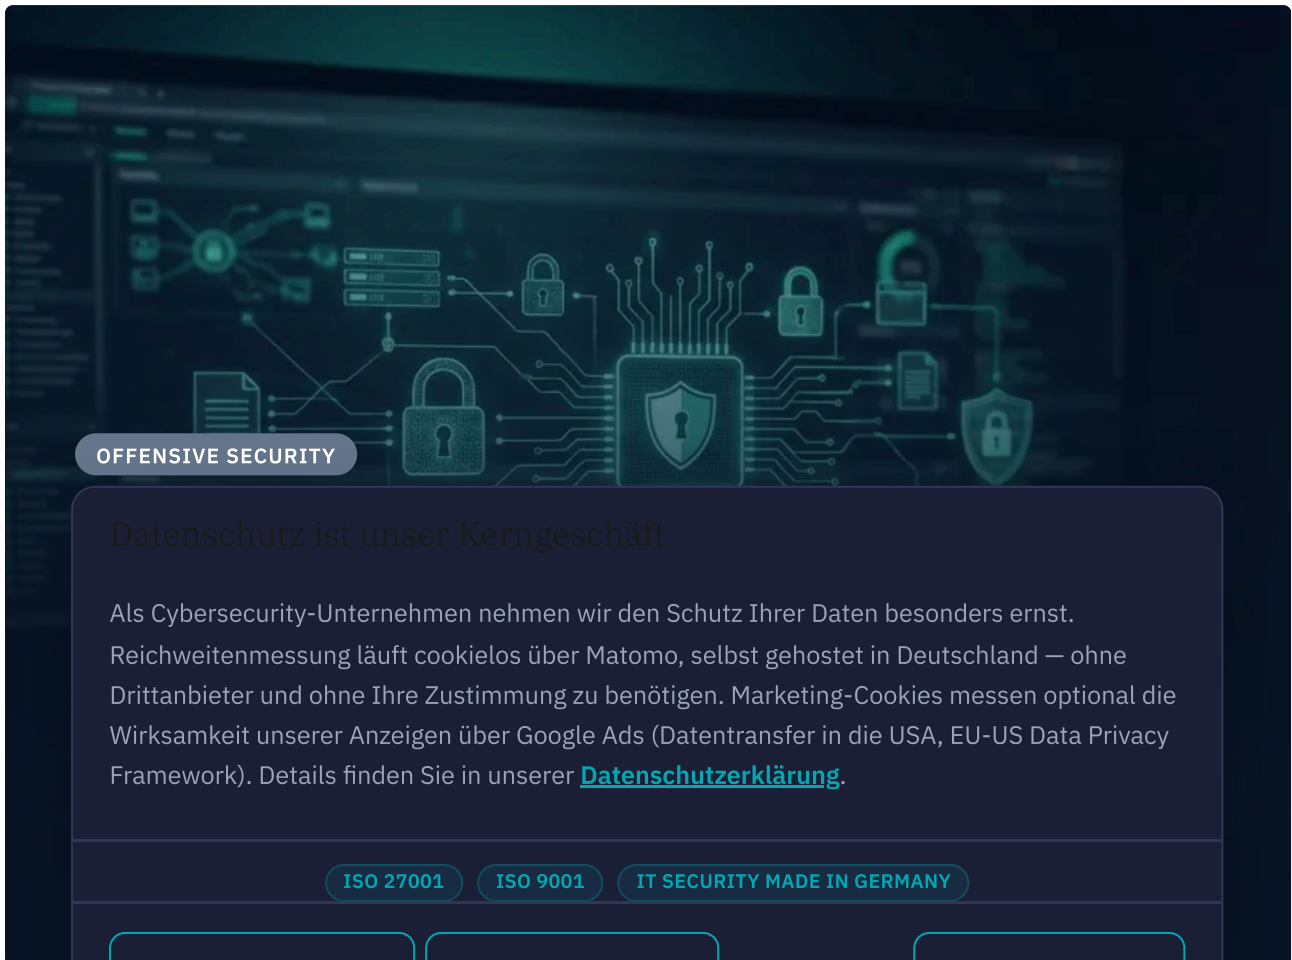 OFFENSIVE SECURITY
Datenschutz ist unser Kerngeschäft
Als Cybersecurity-Unternehmen nehmen wir den Schutz Ihrer Daten besonders ernst.
Reichweitenmessung läuft cookielos über Matomo, selbst gehostet in Deutschland — ohne
Drittanbieter und ohne Ihre Zustimmung zu benötigen. Marketing-Cookies messen optional die
Wirksamkeit unserer Anzeigen über Google Ads (Datentransfer in die USA, EU-US Data Privacy
Framework). Details finden Sie in unserer Datenschutzerklärung.
ISO 27001 ISO 9001 IT SECURITY MADE IN GERMANY